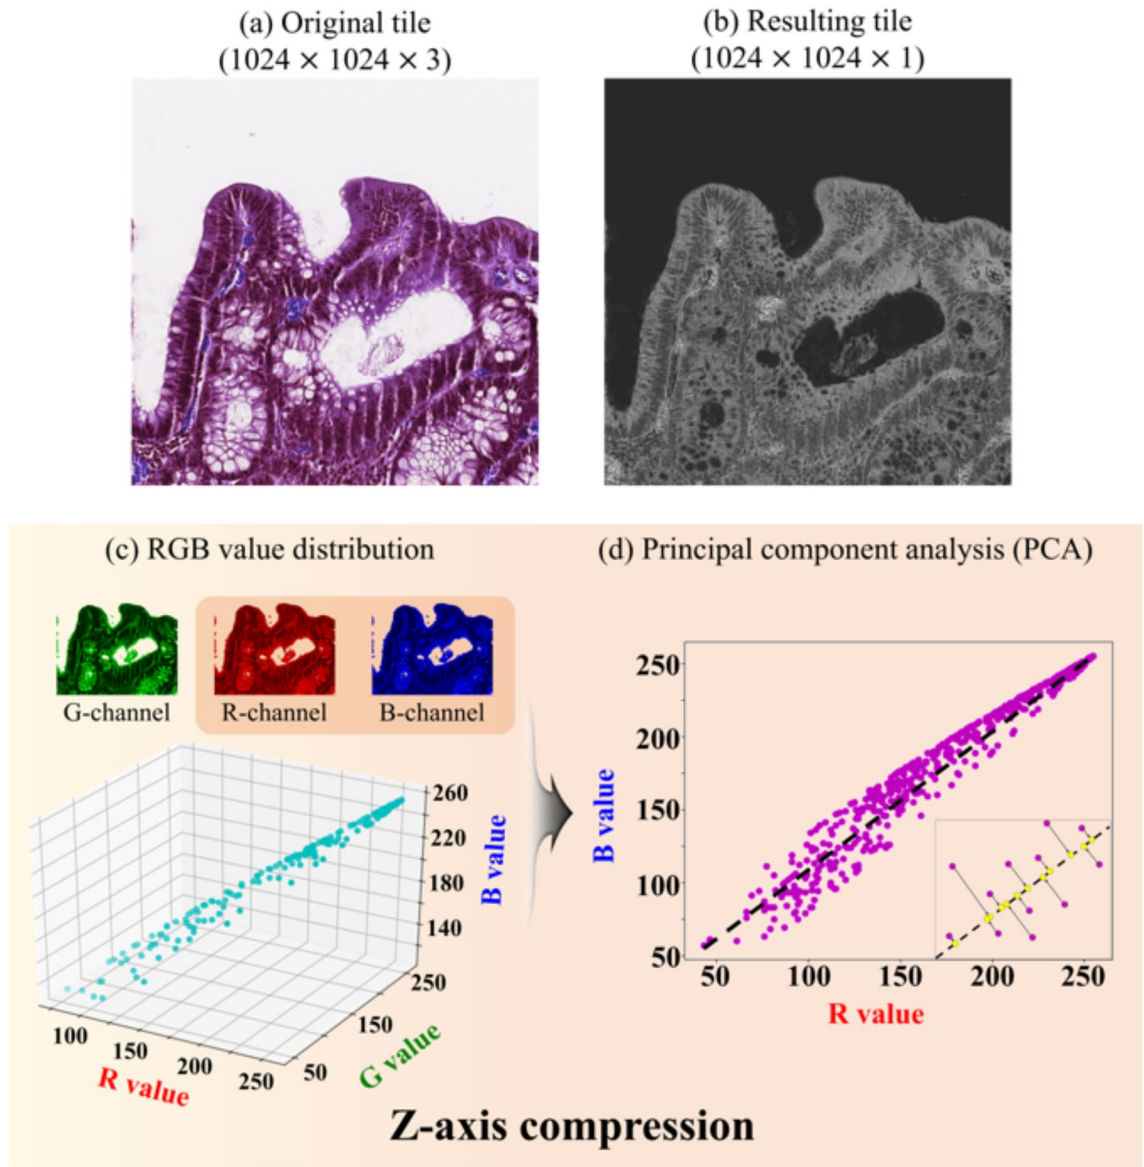 (a) Original tile
(1024 × 1024 × 3)
(b) Resulting tile
(1024 × 1024 × 1)
(c) RGB value distribution
G-channel
R-channel
B-channel
260
220
180
140
B value
250
150
50
G value
100
150
200
250
R value
(d) Principal component analysis (PCA)
250
200
150
100
50
B value
50
100
150
200
250
R value
Z-axis compression